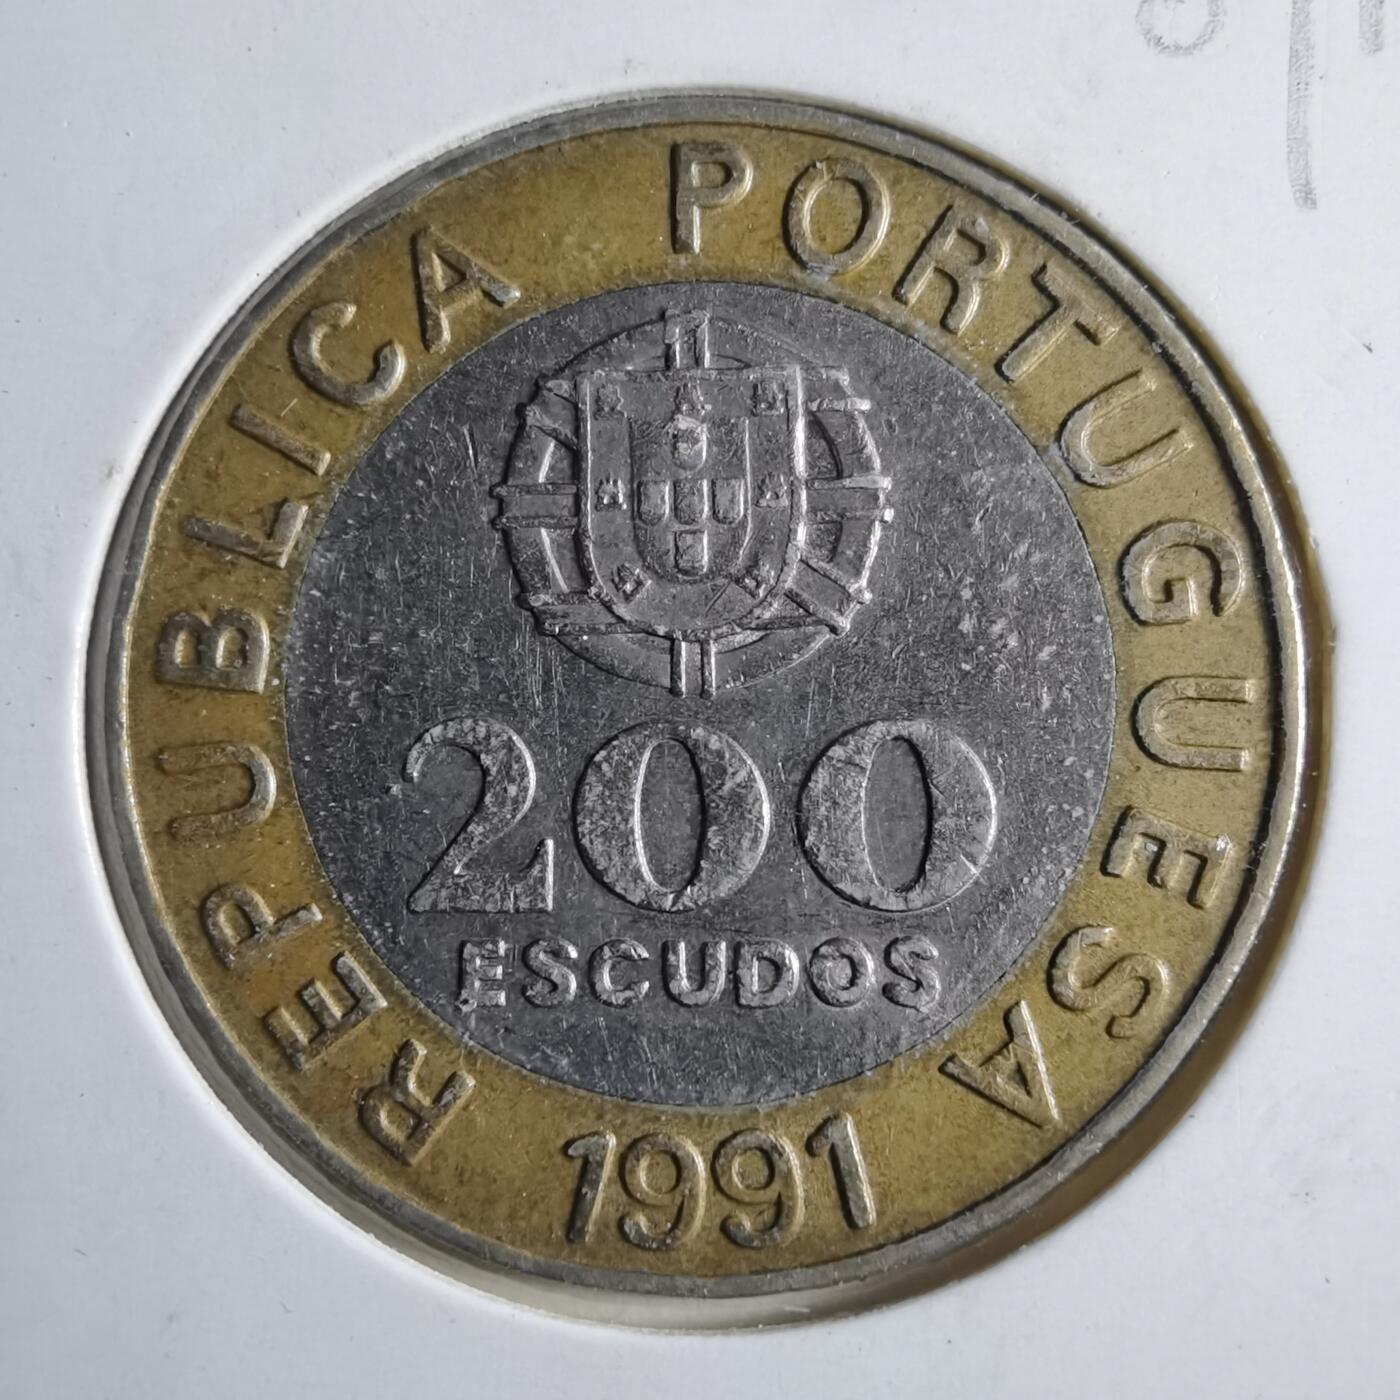 REPUBLICA PORTUGUESA
200
ESCUDOS
1991